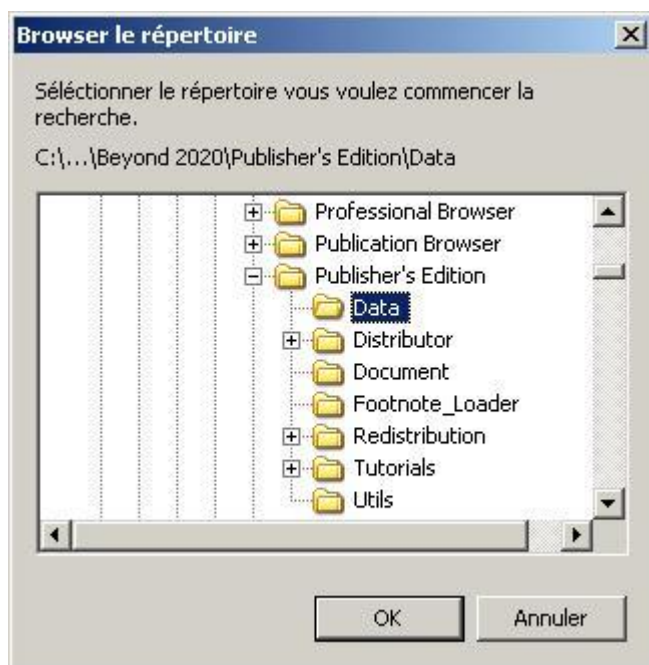 Browser le répertoire
Séléctionner le répertoire vous voulez commencer la
recherche.
C:\...\Beyond 2020\Publisher's Edition\Data
Professional Browser
Publication Browser
Publisher's Edition
Data
Distributor
Document
Footnote_Loader
Redistribution
Tutorials
Utils
OK
Annuler